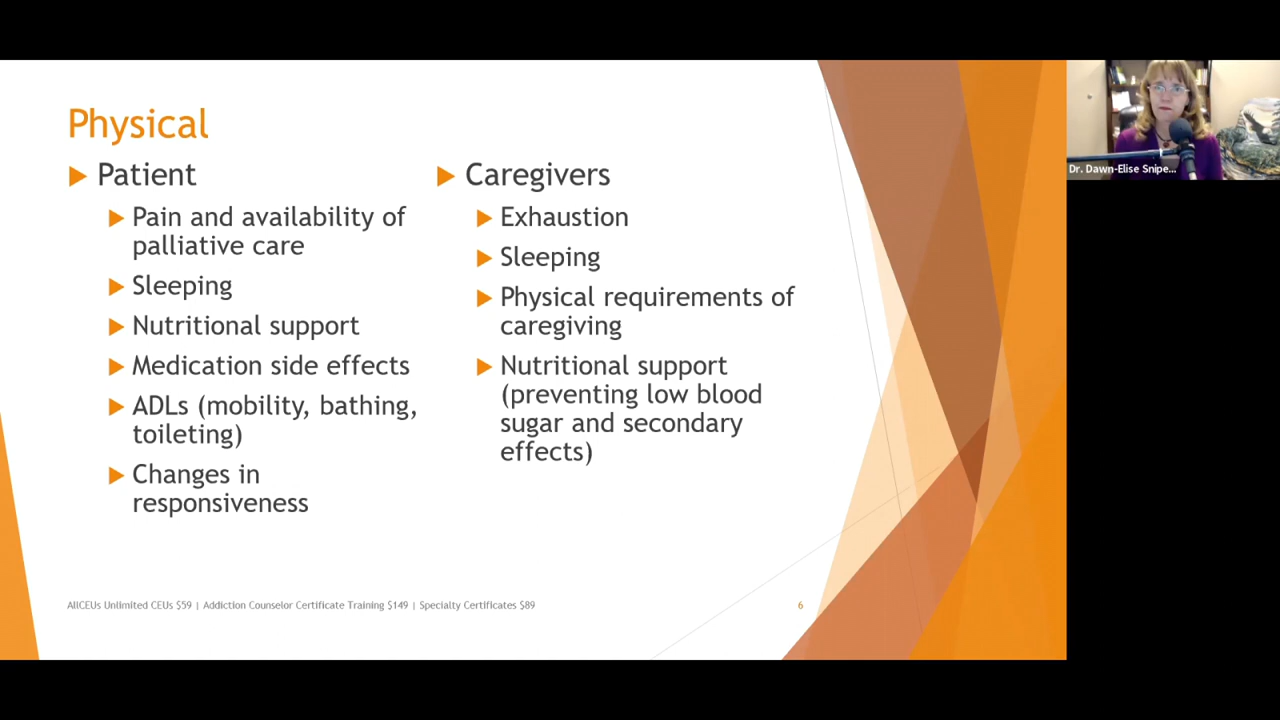 Physical
Patient
Pain and availability of
palliative care
Sleeping
Nutritional support
Medication side effects
ADLs (mobility, bathing,
toileting)
Changes in
responsiveness
Caregivers
Exhaustion
Sleeping
Physical requirements of
caregiving
Nutritional support
(preventing low blood
sugar and secondary
effects)
AllCEUs Unlimited CEUs $59 | Addiction Counselor Certificate Training $149 | Specialty Certificates $89
6
Dr. Dawn-Elise Snipe...